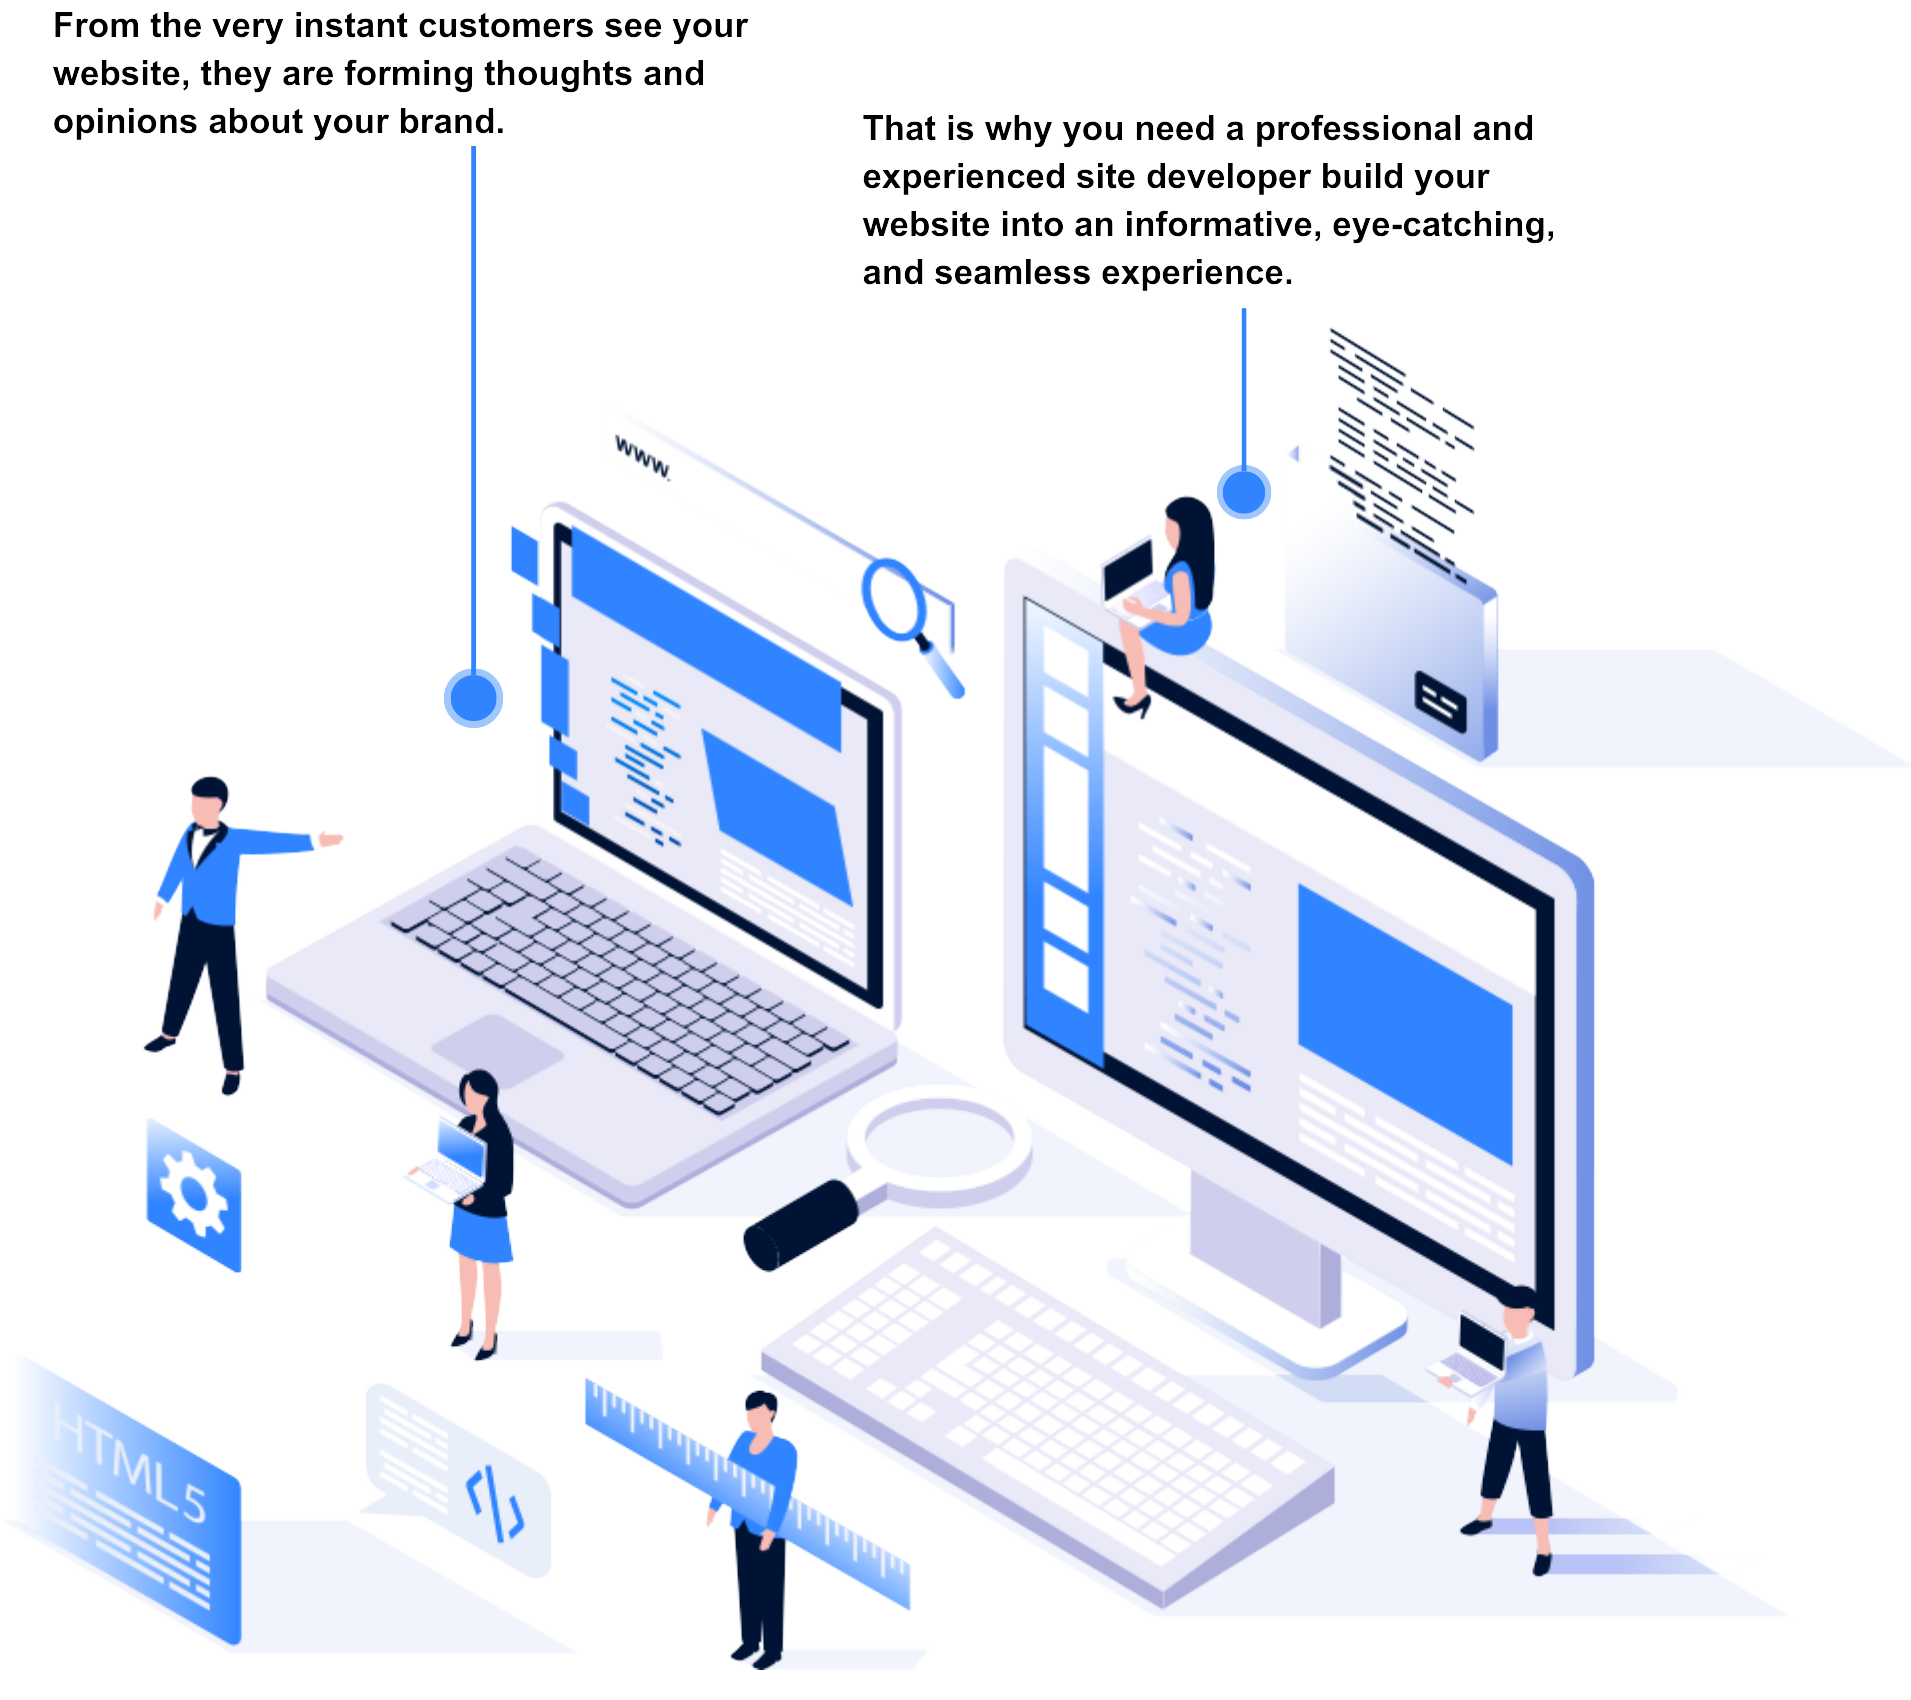 From the very instant customers see your
website, they are forming thoughts and
opinions about your brand.
That is why you need a professional and
experienced site developer build your
website into an informative, eye-catching,
and seamless experience.
www.
HTML5